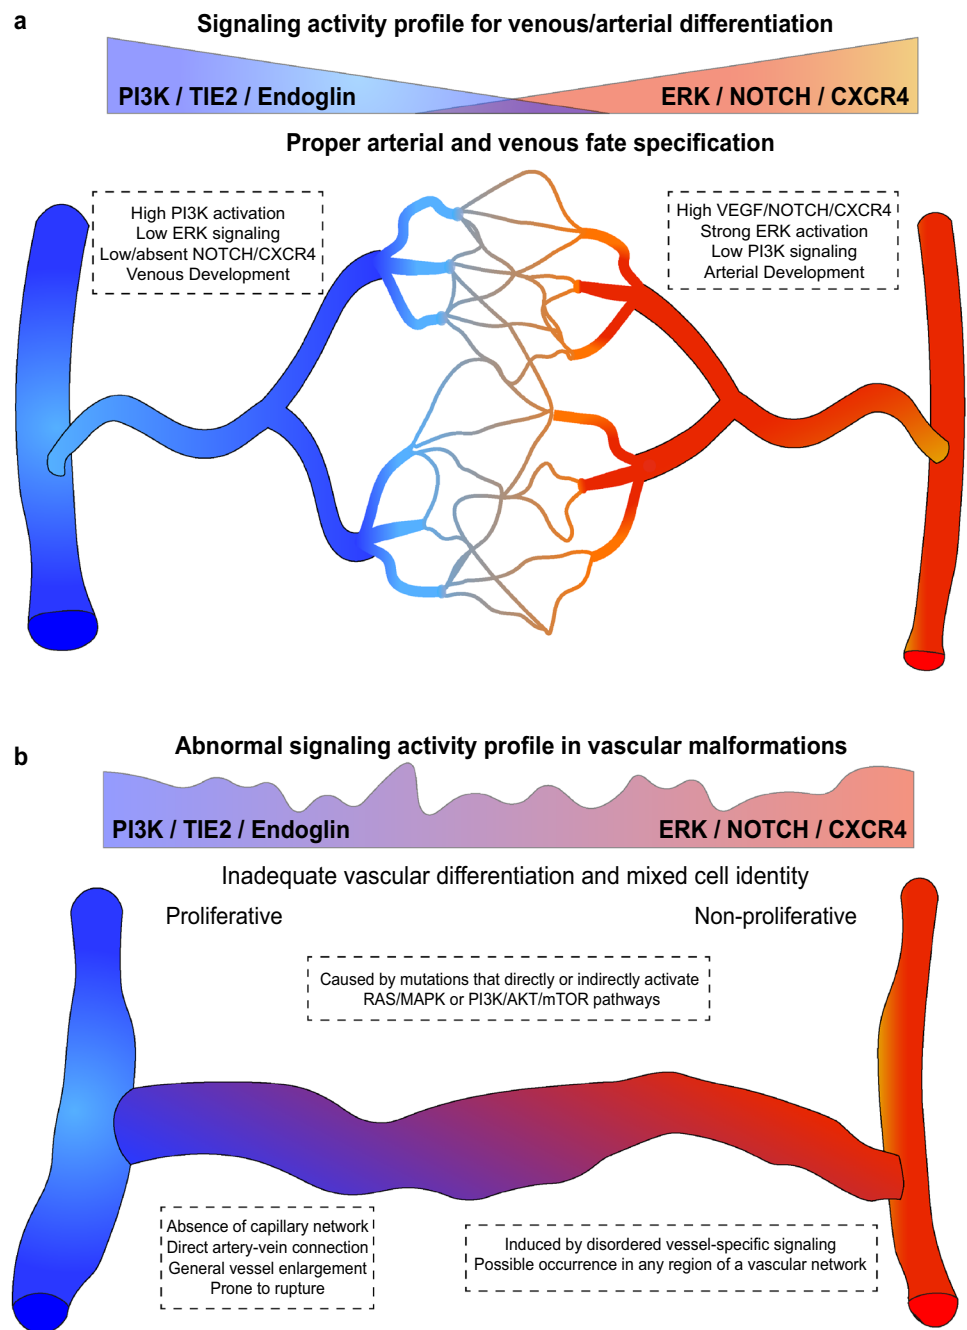 a
Signaling activity profile for venous/arterial differentiation
PI3K / TIE2 / Endoglin
ERK / NOTCH / CXCR4
Proper arterial and venous fate specification
High PI3K activation
Low ERK signaling
Low/absent NOTCH/CXCR4
Venous Development
High VEGF/NOTCH/CXCR4
Strong ERK activation
Low PI3K signaling
Arterial Development
b
Abnormal signaling activity profile in vascular malformations
PI3K / TIE2 / Endoglin
ERK / NOTCH / CXCR4
Inadequate vascular differentiation and mixed cell identity
Proliferative
Non-proliferative
Caused by mutations that directly or indirectly activate
RAS/MAPK or PI3K/AKT/mTOR pathways
Absence of capillary network
Direct artery-vein connection
General vessel enlargement
Prone to rupture
Induced by disordered vessel-specific signaling
Possible occurrence in any region of a vascular network